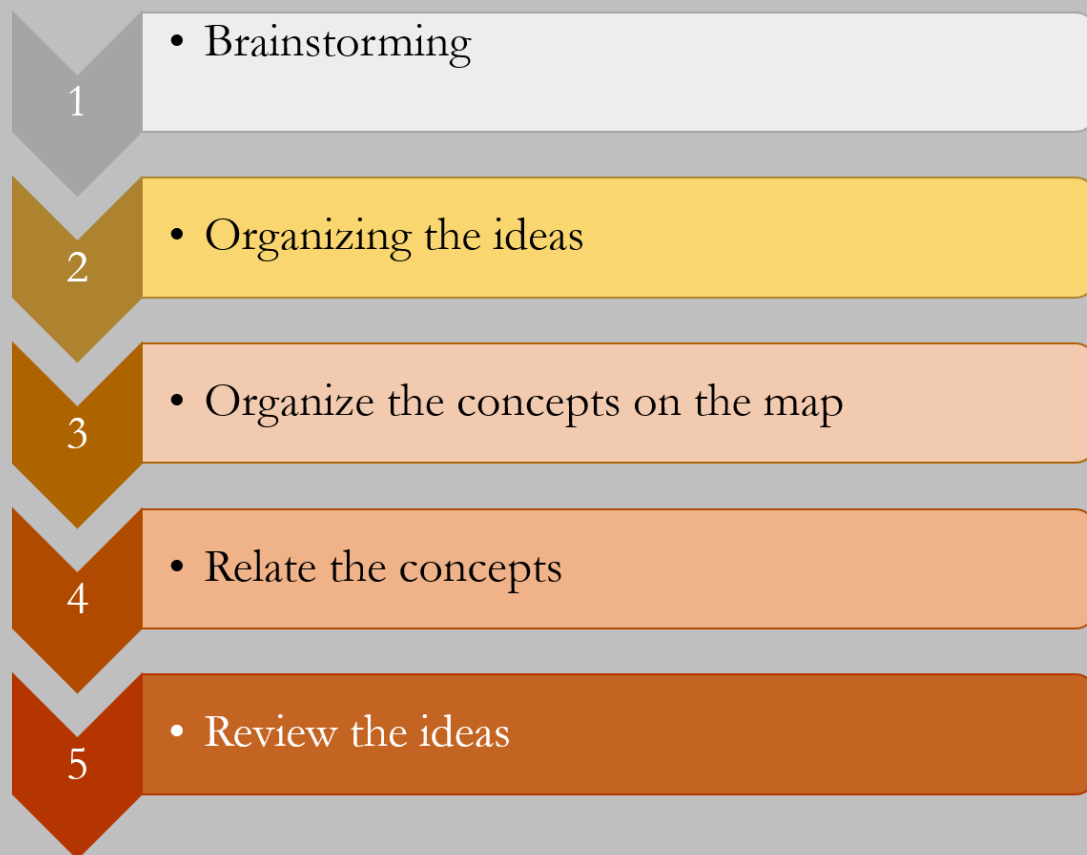 1
• Brainstorming
2
• Organizing the ideas
3
• Organize the concepts on the map
4
• Relate the concepts
5
• Review the ideas